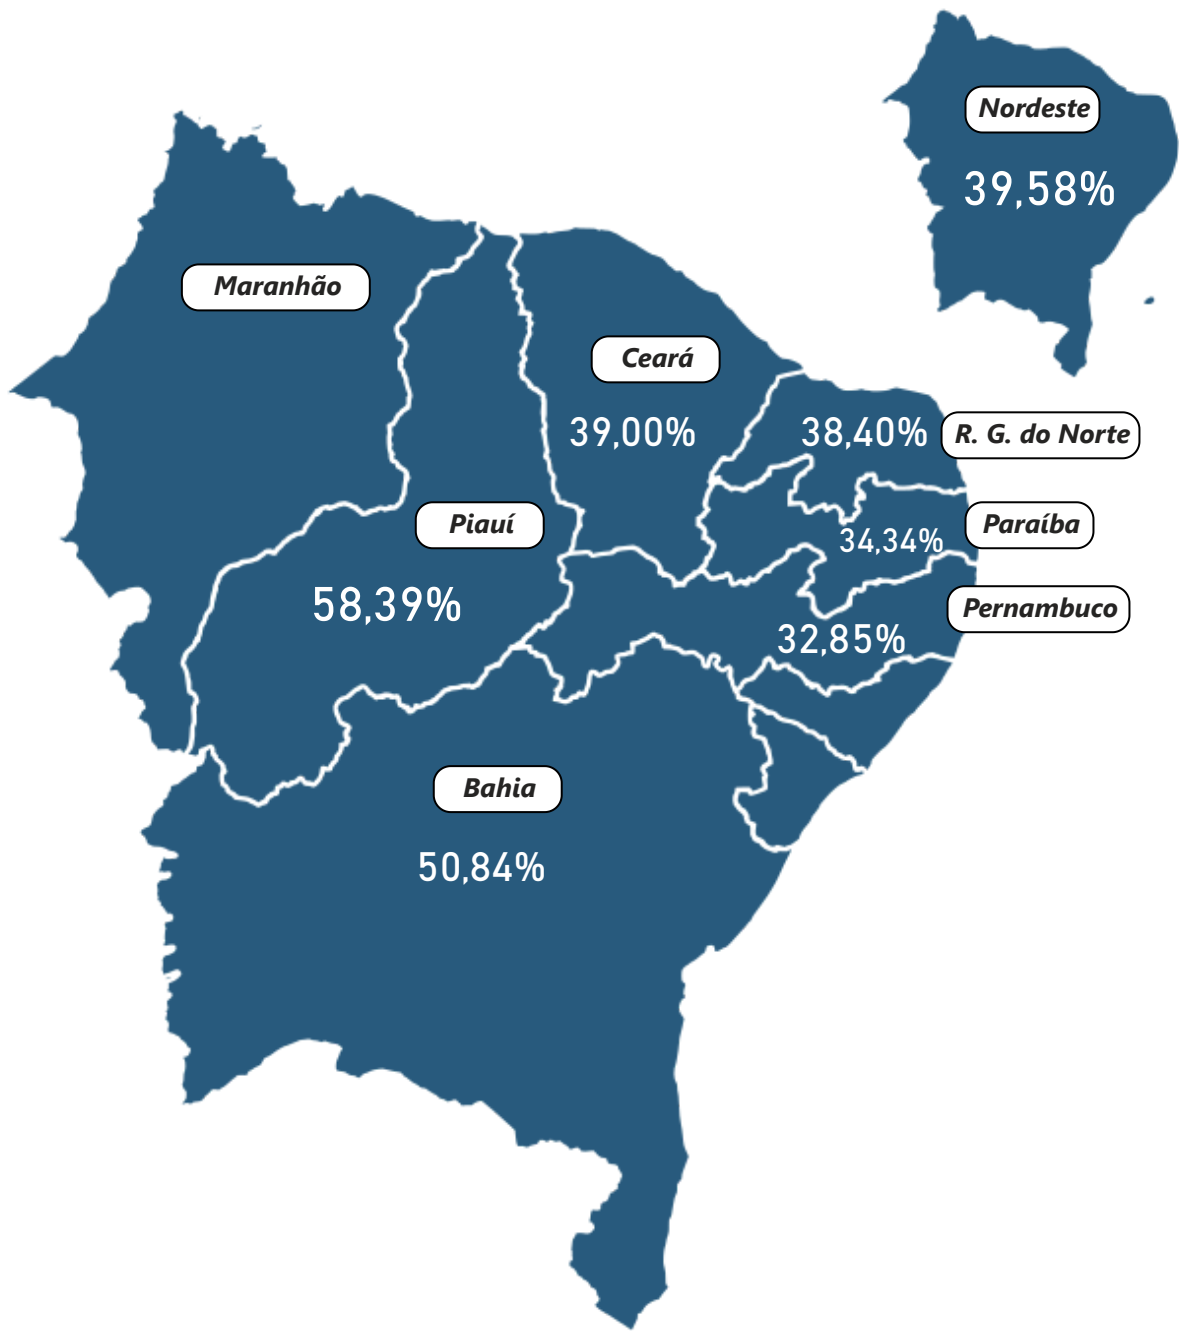 Nordeste
39,58%
Maranhão
Ceará
39,00%
38,40%
R. G. do Norte
Piauí
58,39%
Paraíba
34,34%
Pernambuco
32,85%
Bahia
50,84%